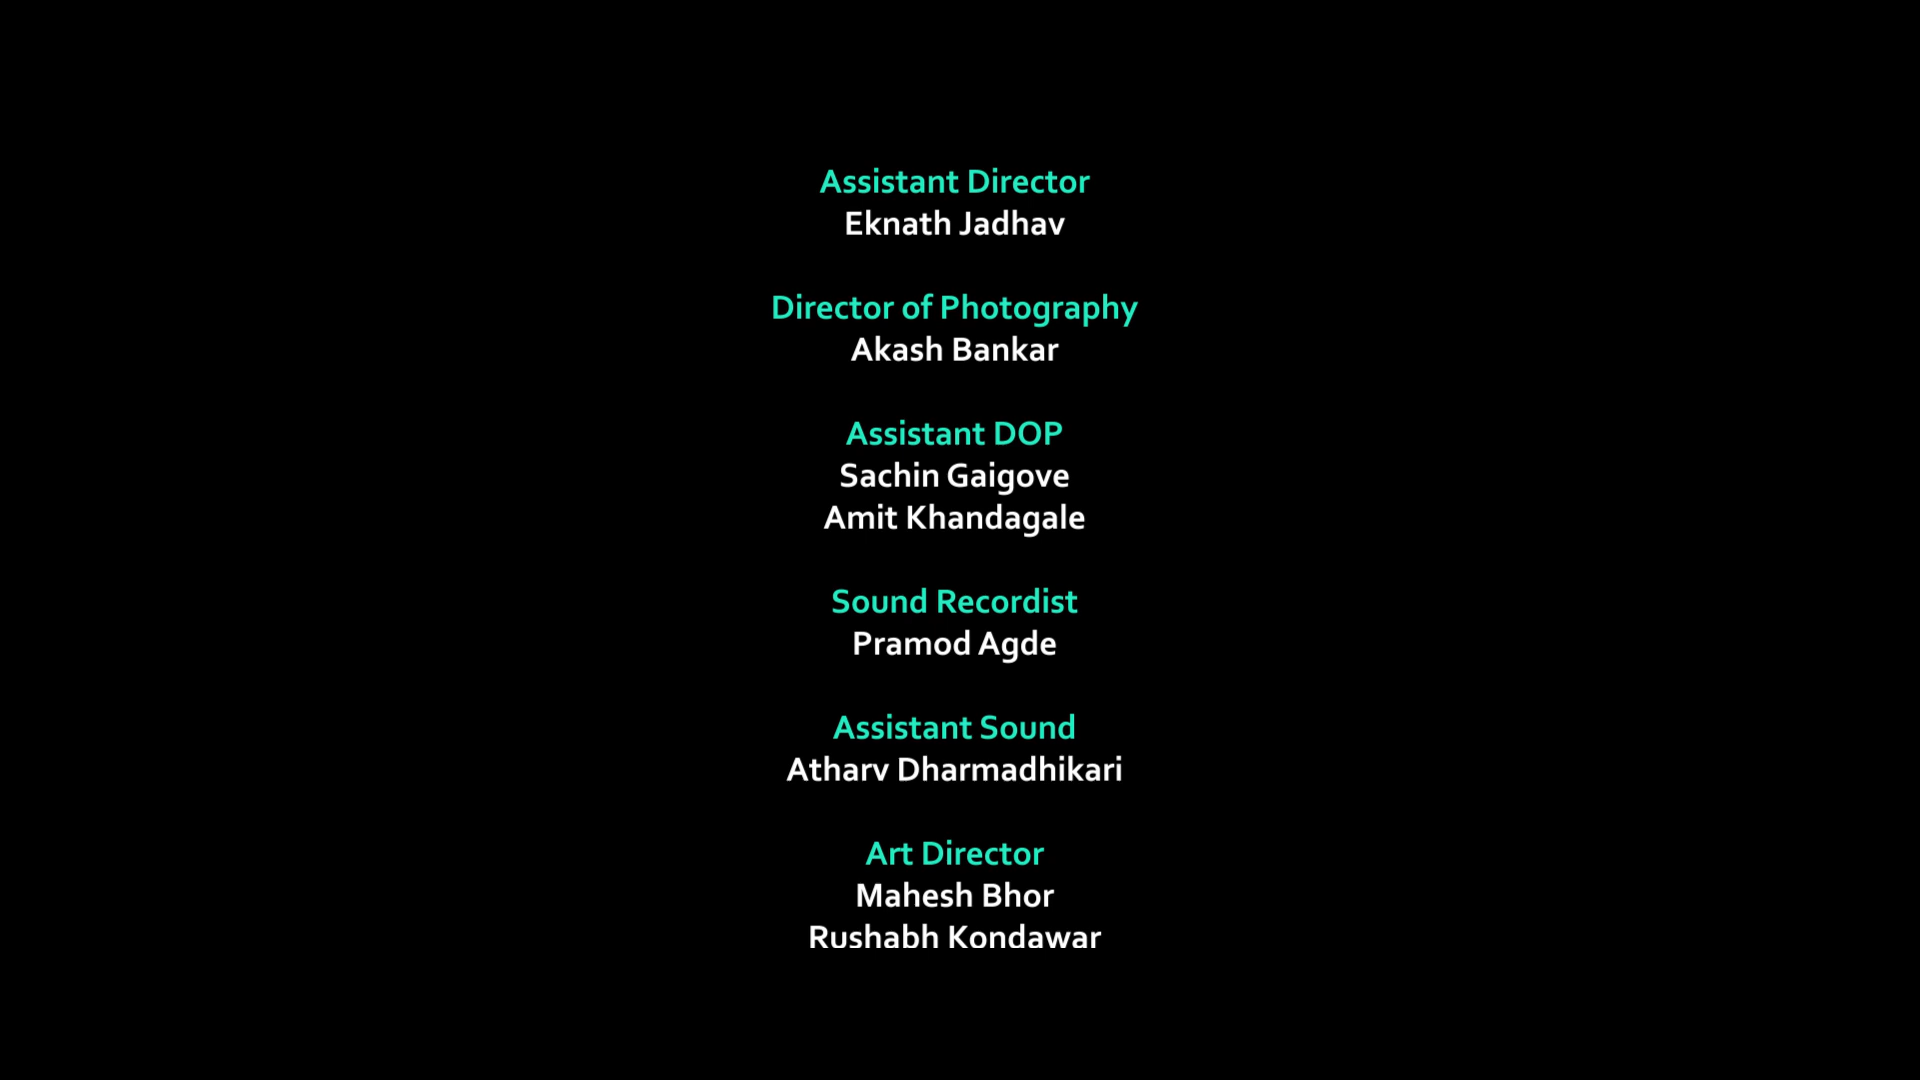 Assistant Director
Eknath Jadhav
Director of Photography
Akash Bankar
Assistant DOP
Sachin Gaigove
Amit Khandagale
Sound Recordist
Pramod Agde
Assistant Sound
Atharv Dharmadhikari
Art Director
Mahesh Bhor
Rushabh Kondawar